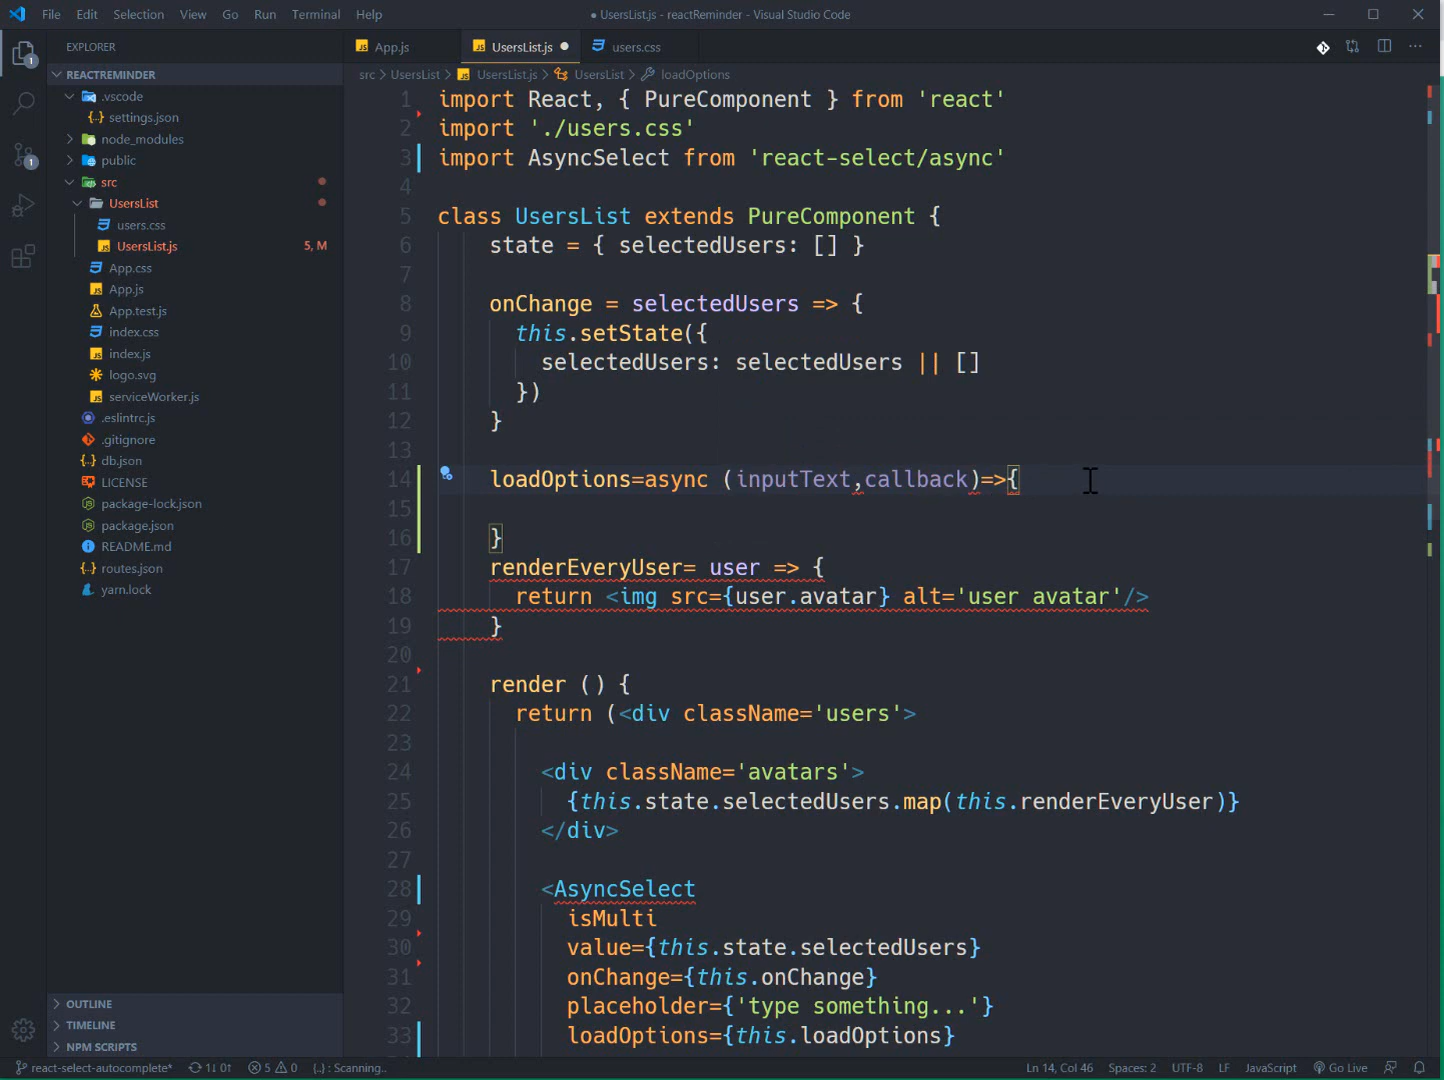 File Edit Selection View Go Run Terminal Help ● UsersList.js - reactReminder - Visual Studio Code
EXPLORER
REACTREMINDER
.vscode
settings.json
node_modules
public
src
UsersList
users.css
UsersList.js 5, M
App.css
App.js
App.test.js
index.css
index.js
logo.svg
serviceWorker.js
.eslintrc.js
.gitignore
db.json
LICENSE
package-lock.json
package.json
README.md
routes.json
yarn.lock
OUTLINE
TIMELINE
NPM SCRIPTS
1
1
App.js UsersList.js ● users.css
src > UsersList > UsersList.js > UsersList > loadOptions
1 import React, { PureComponent } from 'react'
2 import './users.css'
3 import AsyncSelect from 'react-select/async'
4
5 class UsersList extends PureComponent {
6 state = { selectedUsers: [] }
7
8 onChange = selectedUsers => {
9 this.setState({
10 selectedUsers: selectedUsers || []
11 })
12 }
13
14 loadOptions=async (inputText,callback)=>{
15
16 }
17 renderEveryUser= user => {
18 return <img src={user.avatar} alt='user avatar'/>
19 }
20
21 render () {
22 return (<div className='users'>
23
24 <div className='avatars'>
25 {this.state.selectedUsers.map(this.renderEveryUser)}
26 </div>
27
28 <AsyncSelect
29 isMulti
30 value={this.state.selectedUsers}
31 onChange={this.onChange}
32 placeholder={'type something...'}
33 loadOptions={this.loadOptions}
react-select-autocomplete* 1↓ 0↑ 5 0 {..} : Scanning.. Ln 14, Col 46 Spaces: 2 UTF-8 LF JavaScript Go Live